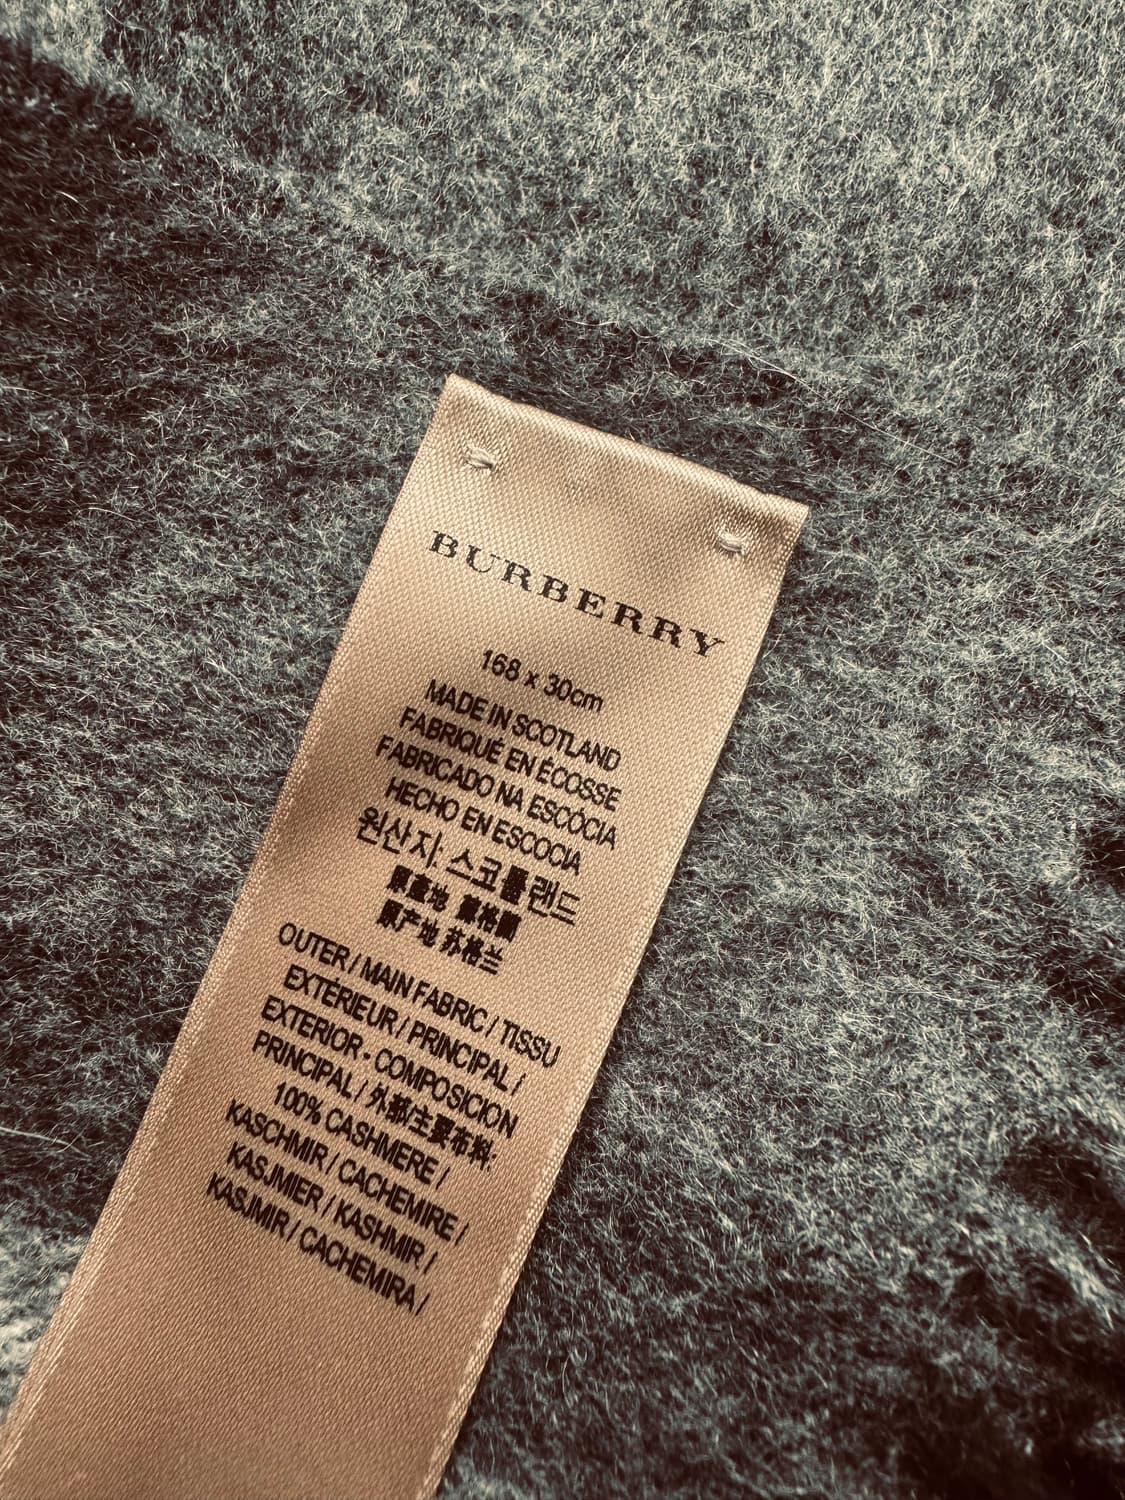 BURBERRY
168 x 30cm
MADE IN SCOTLAND
FABRIQUÉ EN ÉCOSSE
FABRICADO NA ESCÓCIA
HECHO EN ESCOCIA
원산지: 스코틀랜드
原產地 蘇格蘭
原产地 苏格兰
OUTER / MAIN FABRIC / TISSU
EXTÉRIEUR / PRINCIPAL /
EXTERIOR - COMPOSICION
PRINCIPAL / 外部/主要布料:
100% CASHMERE /
KASCHMIR / CACHEMIRE /
KASJMIER / KASHMIR /
KASJMIR / CACHEMIRA /